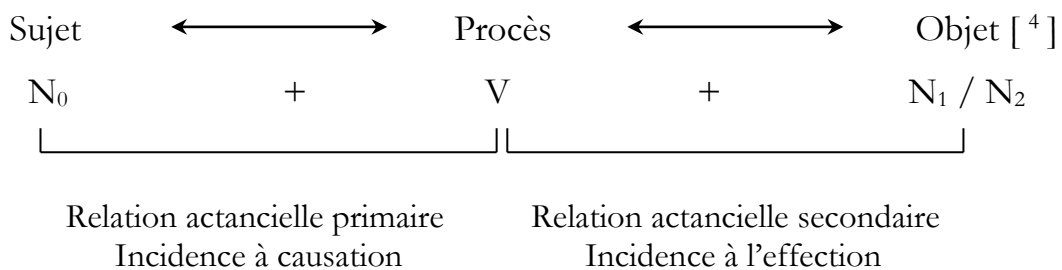 Sujet ⟷ Procès ⟷ Objet [ ⁴ ]
N₀ + V + N₁ / N₂
Relation actancielle primaire Relation actancielle secondaire
Incidence à causation Incidence à l’effection